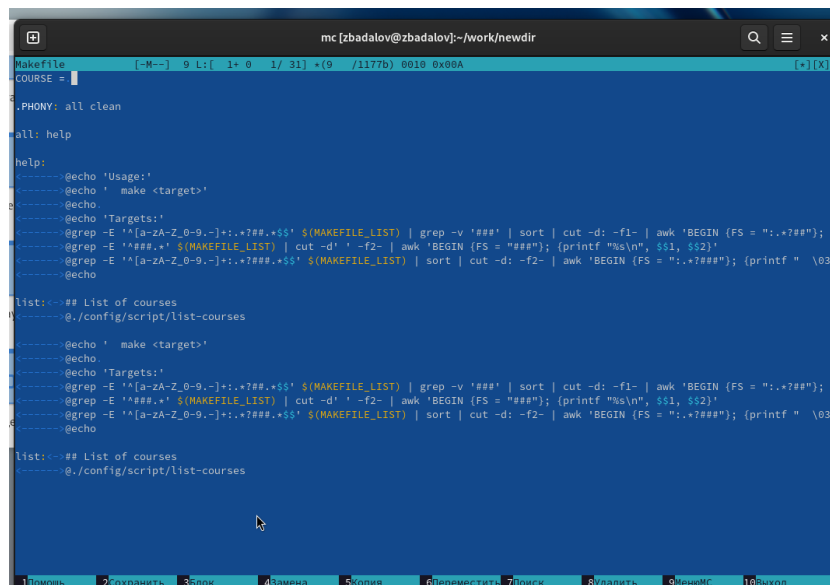 mc [zbadalov@zbadalov]:~/work/newdir
Makefile [-M--] 9 L:[ 1+ 0 1/ 31] *(9 /1177b) 0010 0x00A [*][X]
COURSE =.
.PHONY: all clean
all: help
help:
<------>@echo 'Usage:'
<------>@echo '  make <target>'
<------>@echo.
<------>@echo 'Targets:'
<------>@grep -E '^[a-zA-Z_0-9.-]+:.*?##.*$$' $(MAKEFILE_LIST) | grep -v '###' | sort | cut -d: -f1- | awk 'BEGIN {FS = ":.*?##"};
<------>@grep -E '^###.*' $(MAKEFILE_LIST) | cut -d' ' -f2- | awk 'BEGIN {FS = "###"}; {printf "%s\n", $$1, $$2}'
<------>@grep -E '^[a-zA-Z_0-9.-]+:.*?###.*$$' $(MAKEFILE_LIST) | sort | cut -d: -f2- | awk 'BEGIN {FS = ":.*?###"}; {printf "  \03
<------>@echo
list:<->## List of courses
<------>@./config/script/list-courses
<------>@echo '  make <target>'
<------>@echo.
<------>@echo 'Targets:'
<------>@grep -E '^[a-zA-Z_0-9.-]+:.*?##.*$$' $(MAKEFILE_LIST) | grep -v '###' | sort | cut -d: -f1- | awk 'BEGIN {FS = ":.*?##"};
<------>@grep -E '^###.*' $(MAKEFILE_LIST) | cut -d' ' -f2- | awk 'BEGIN {FS = "###"}; {printf "%s\n", $$1, $$2}'
<------>@grep -E '^[a-zA-Z_0-9.-]+:.*?###.*$$' $(MAKEFILE_LIST) | sort | cut -d: -f2- | awk 'BEGIN {FS = ":.*?###"}; {printf "  \03
<------>@echo
list:<->## List of courses
<------>@./config/script/list-courses
1Помощь 2Сохранить 3Блок 4Замена 5Копия 6Переместить 7Поиск 8Удалить 9МенюMC 10Выход